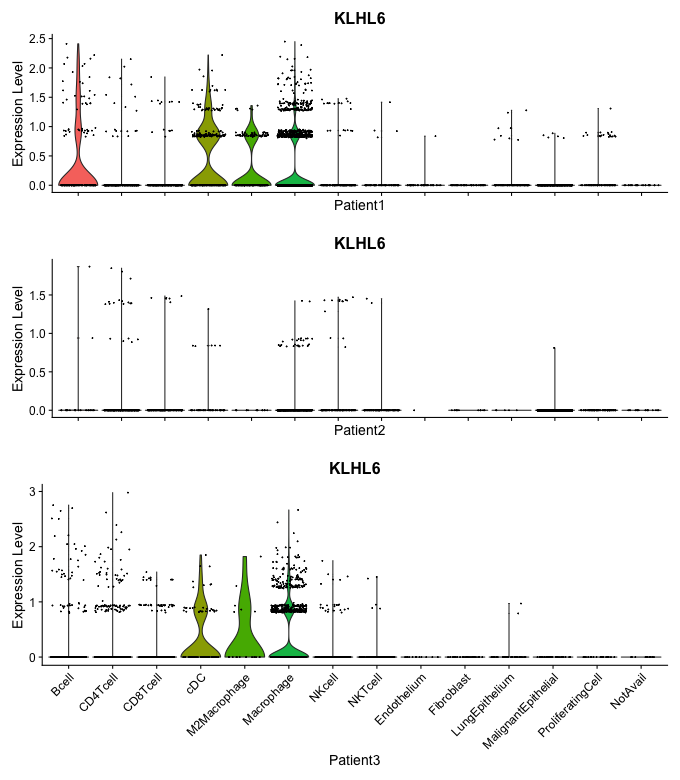 KLHL6
Expression Level
2.5
2.0
1.5
1.0
0.5
0.0
Patient1
KLHL6
Expression Level
1.5
1.0
0.5
0.0
Patient2
KLHL6
Expression Level
3
2
1
0
Bcell
CD4Tcell
CD8Tcell
cDC
M2Macrophage
Macrophage
NKcell
NKTcell
Endothelium
Fibroblast
LungEpithelium
MalignantEpithelial
ProliferatingCell
NotAvail
Patient3